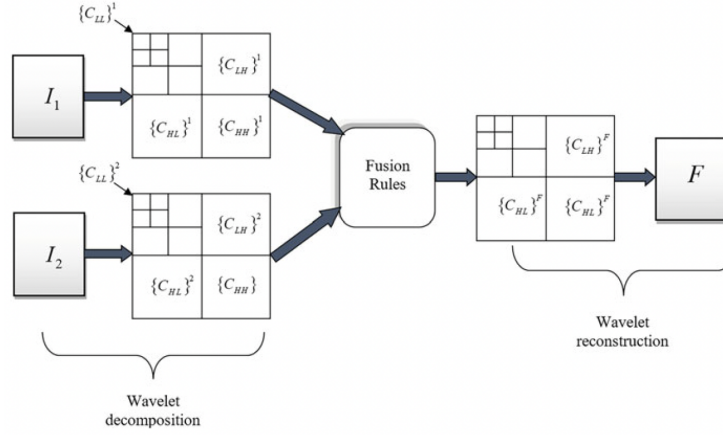 {C_LL}^1
I_1
{C_LH}^1
{C_HL}^1 {C_HH}^1
{C_LL}^2
I_2
{C_LH}^2
{C_HL}^2 {C_HH}
Fusion
Rules
{C_LH}^F
{C_HL}^F {C_HL}^F
F
Wavelet
decomposition
Wavelet
reconstruction